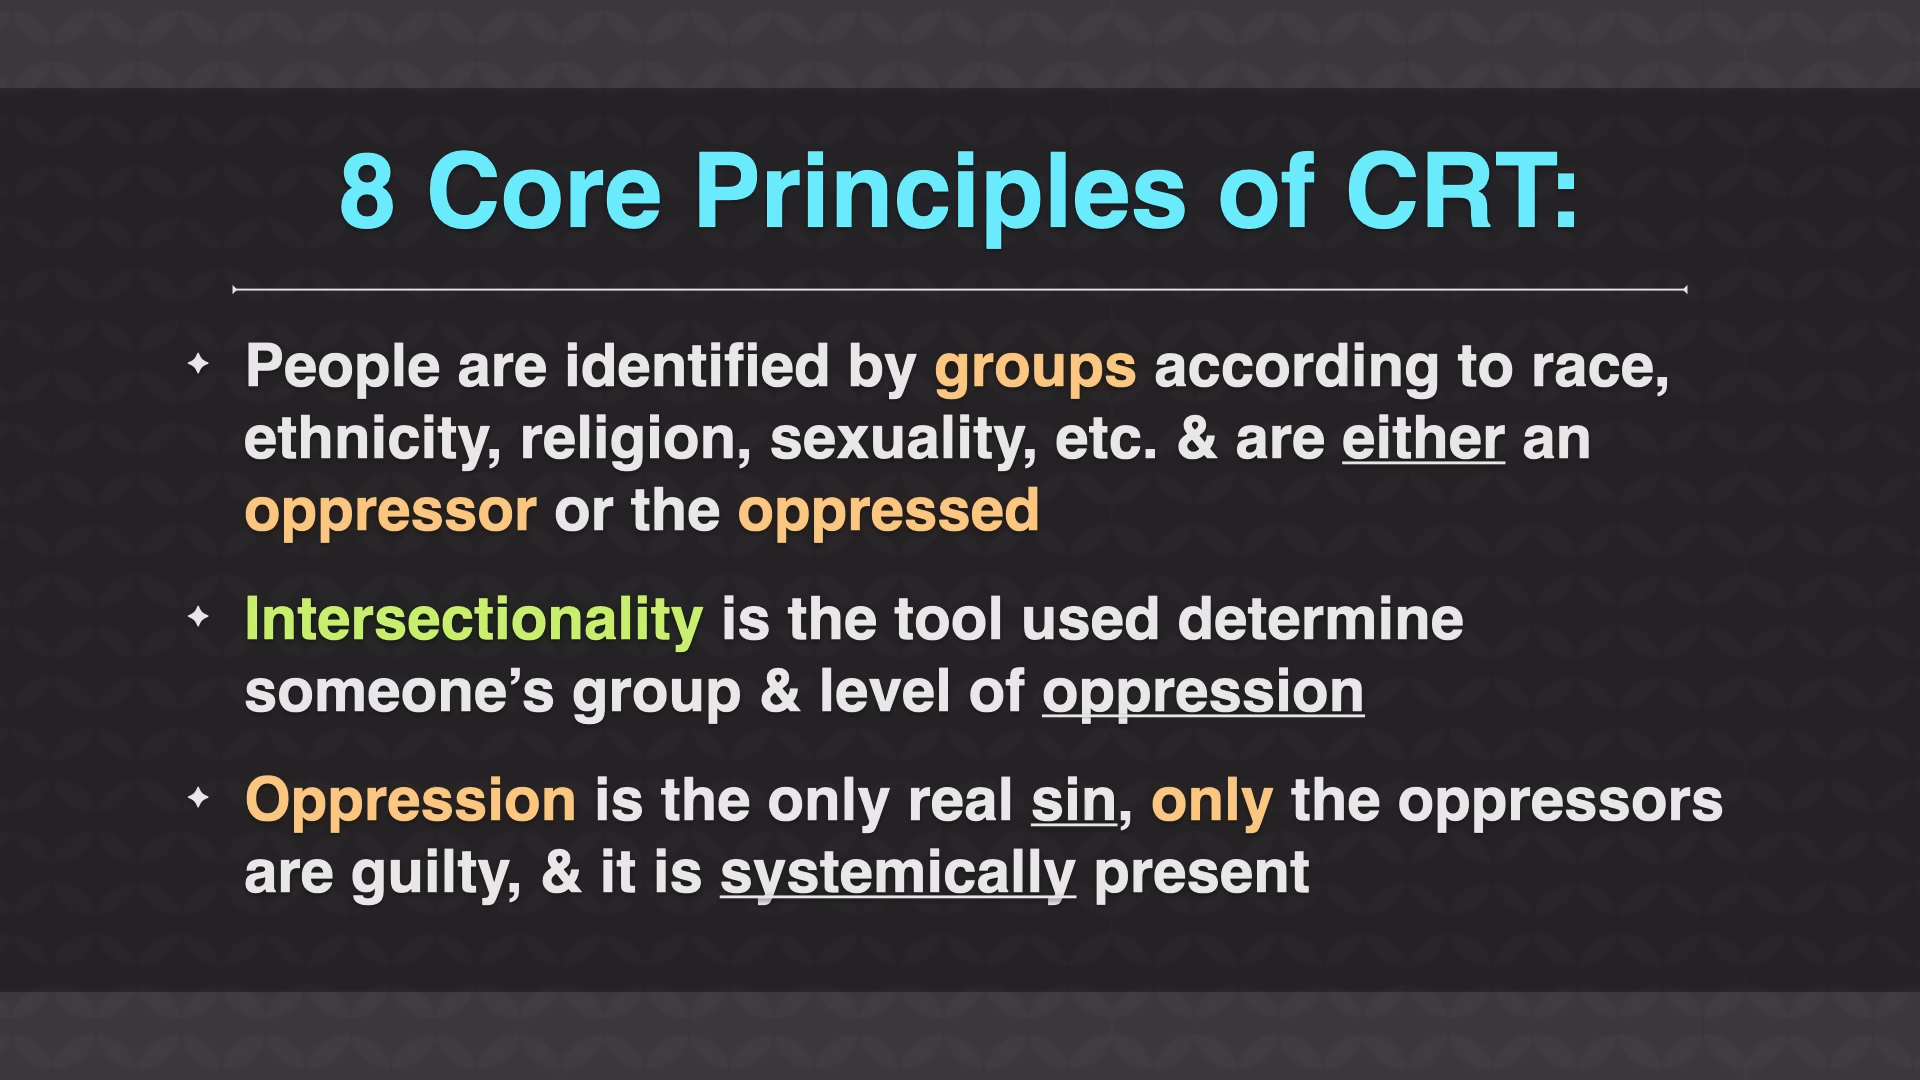 8 Core Principles of CRT:
People are identified by groups according to race,
ethnicity, religion, sexuality, etc. & are either an
oppressor or the oppressed
Intersectionality is the tool used determine
someone’s group & level of oppression
Oppression is the only real sin, only the oppressors
are guilty, & it is systemically present